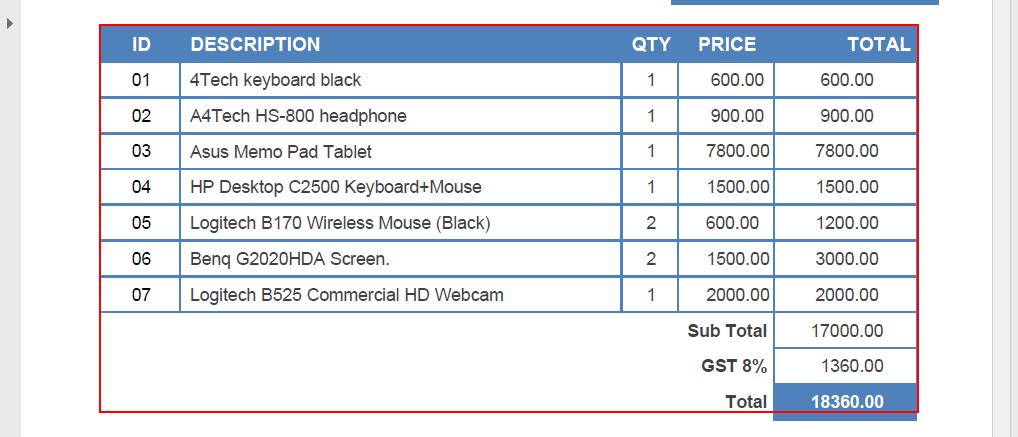 ID DESCRIPTION QTY PRICE TOTAL
01 4Tech keyboard black 1 600.00 600.00
02 A4Tech HS-800 headphone 1 900.00 900.00
03 Asus Memo Pad Tablet 1 7800.00 7800.00
04 HP Desktop C2500 Keyboard+Mouse 1 1500.00 1500.00
05 Logitech B170 Wireless Mouse (Black) 2 600.00 1200.00
06 Benq G2020HDA Screen. 2 1500.00 3000.00
07 Logitech B525 Commercial HD Webcam 1 2000.00 2000.00
Sub Total 17000.00
GST 8% 1360.00
Total 18360.00